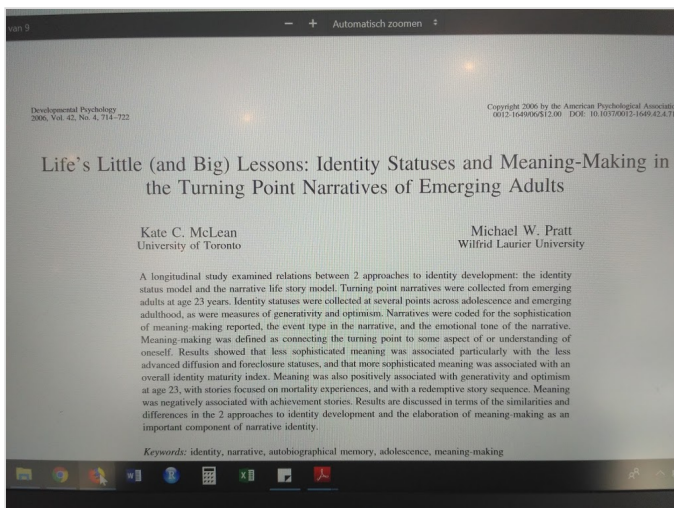 van 9
− + Automatisch zoomen
Developmental Psychology
2006, Vol. 42, No. 4, 714–722
Copyright 2006 by the American Psychological Associatio
0012-1649/06/$12.00 DOI: 10.1037/0012-1649.42.4.71
Life's Little (and Big) Lessons: Identity Statuses and Meaning-Making in
the Turning Point Narratives of Emerging Adults
Kate C. McLean
University of Toronto
Michael W. Pratt
Wilfrid Laurier University
A longitudinal study examined relations between 2 approaches to identity development: the identity
status model and the narrative life story model. Turning point narratives were collected from emerging
adults at age 23 years. Identity statuses were collected at several points across adolescence and emerging
adulthood, as were measures of generativity and optimism. Narratives were coded for the sophistication
of meaning-making reported, the event type in the narrative, and the emotional tone of the narrative.
Meaning-making was defined as connecting the turning point to some aspect of or understanding of
oneself. Results showed that less sophisticated meaning was associated particularly with the less
advanced diffusion and foreclosure statuses, and that more sophisticated meaning was associated with an
overall identity maturity index. Meaning was also positively associated with generativity and optimism
at age 23, with stories focused on mortality experiences, and with a redemptive story sequence. Meaning
was negatively associated with achievement stories. Results are discussed in terms of the similarities and
differences in the 2 approaches to identity development and the elaboration of meaning-making as an
important component of narrative identity.
Keywords: identity, narrative, autobiographical memory, adolescence, meaning-making